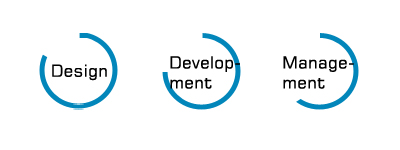 Design
Develop-
ment
Manage-
ment